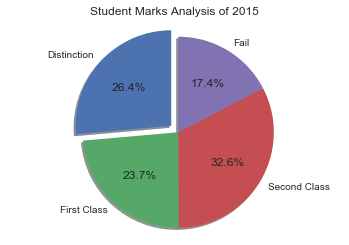 Student Marks Analysis of 2015
Fail
Distinction
17.4%
26.4%
32.6%
23.7%
Second Class
First Class